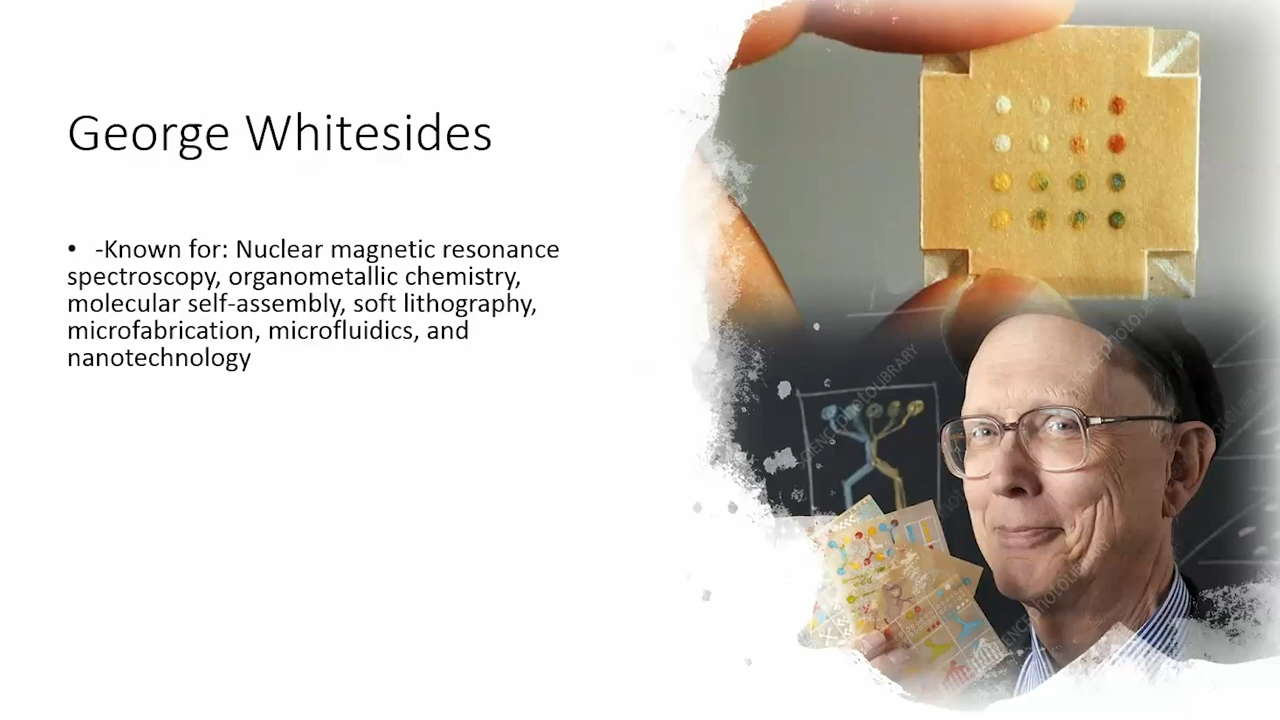 George Whitesides
• -Known for: Nuclear magnetic resonance
spectroscopy, organometallic chemistry,
molecular self-assembly, soft lithography,
microfabrication, microfluidics, and
nanotechnology
SCIENCEphotoLIBRARY